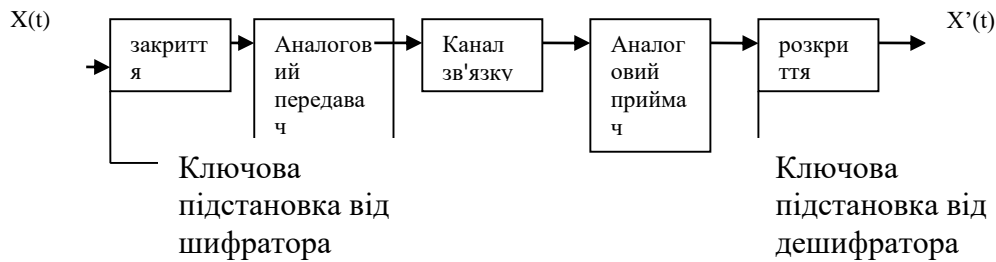 X(t)
закритт
я
Аналогов
ий
передавач
ч
Канал
зв'язку
Аналог
овий
прийма
ч
розкри
ття
X’(t)
Ключова
підстановка від
шифратора
Ключова
підстановка від
дешифратора